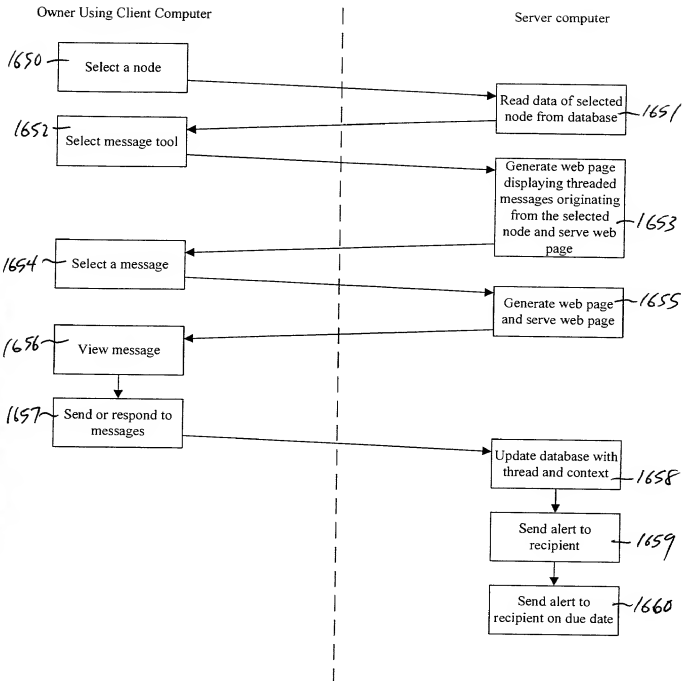 Owner Using Client Computer
Server computer
1650
Select a node
Read data of selected
node from database
1651
1652
Select message tool
Generate web page
displaying threaded
messages originating
from the selected
node and serve web
page
1653
1654
Select a message
Generate web page
and serve web page
1655
1656
View message
1657
Send or respond to
messages
Update database with
thread and context
1658
Send alert to
recipient
1659
Send alert to
recipient on due date
1660